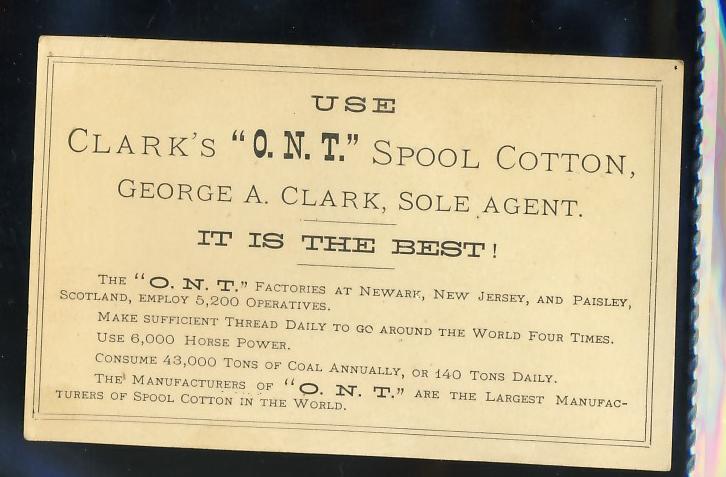 USE
CLARK'S "O. N. T." SPOOL COTTON,
GEORGE A. CLARK, SOLE AGENT.
IT IS THE BEST!
THE "O. N. T." FACTORIES AT NEWARK, NEW JERSEY, AND PAISLEY,
SCOTLAND, EMPLOY 5,200 OPERATIVES.
MAKE SUFFICIENT THREAD DAILY TO GO AROUND THE WORLD FOUR TIMES.
USE 6,000 HORSE POWER.
CONSUME 43,000 TONS OF COAL ANNUALLY, OR 140 TONS DAILY.
THE MANUFACTURERS OF "O. N. T." ARE THE LARGEST MANUFAC-
TURERS OF SPOOL COTTON IN THE WORLD.